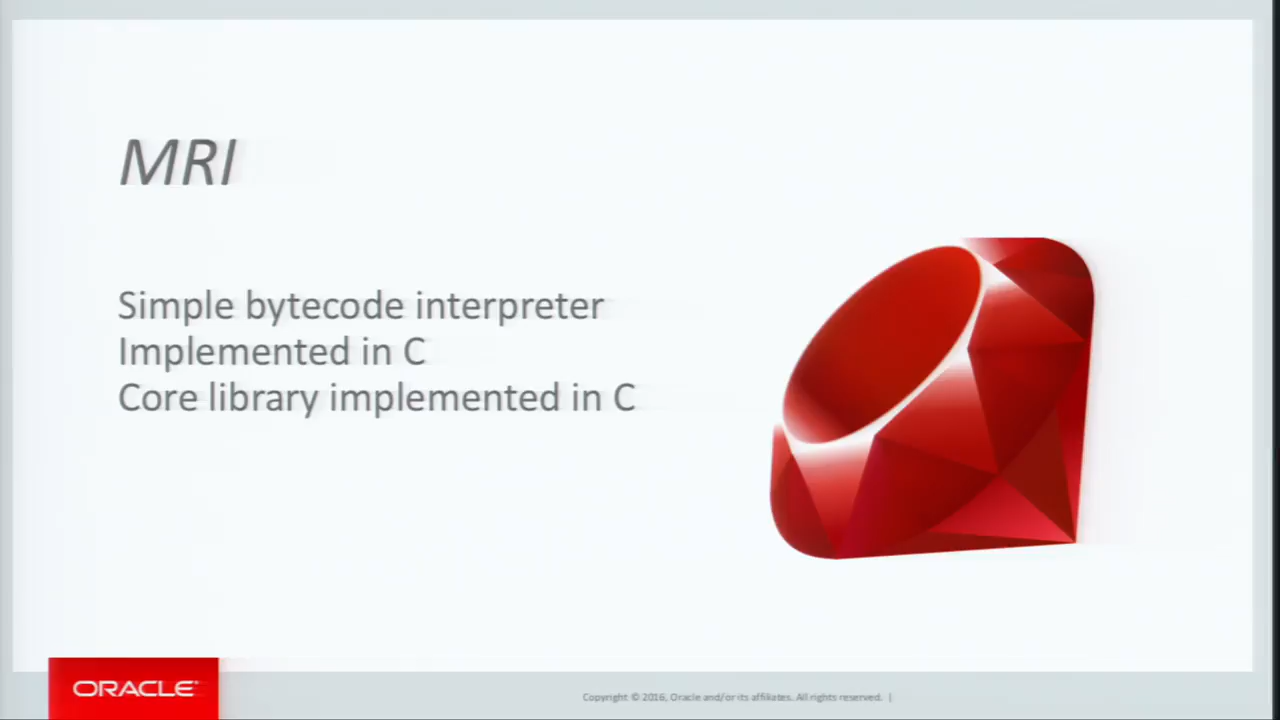 MRI
Simple bytecode interpreter
Implemented in C
Core library implemented in C
ORACLE
Copyright © 2016, Oracle and/or its affiliates. All rights reserved. |